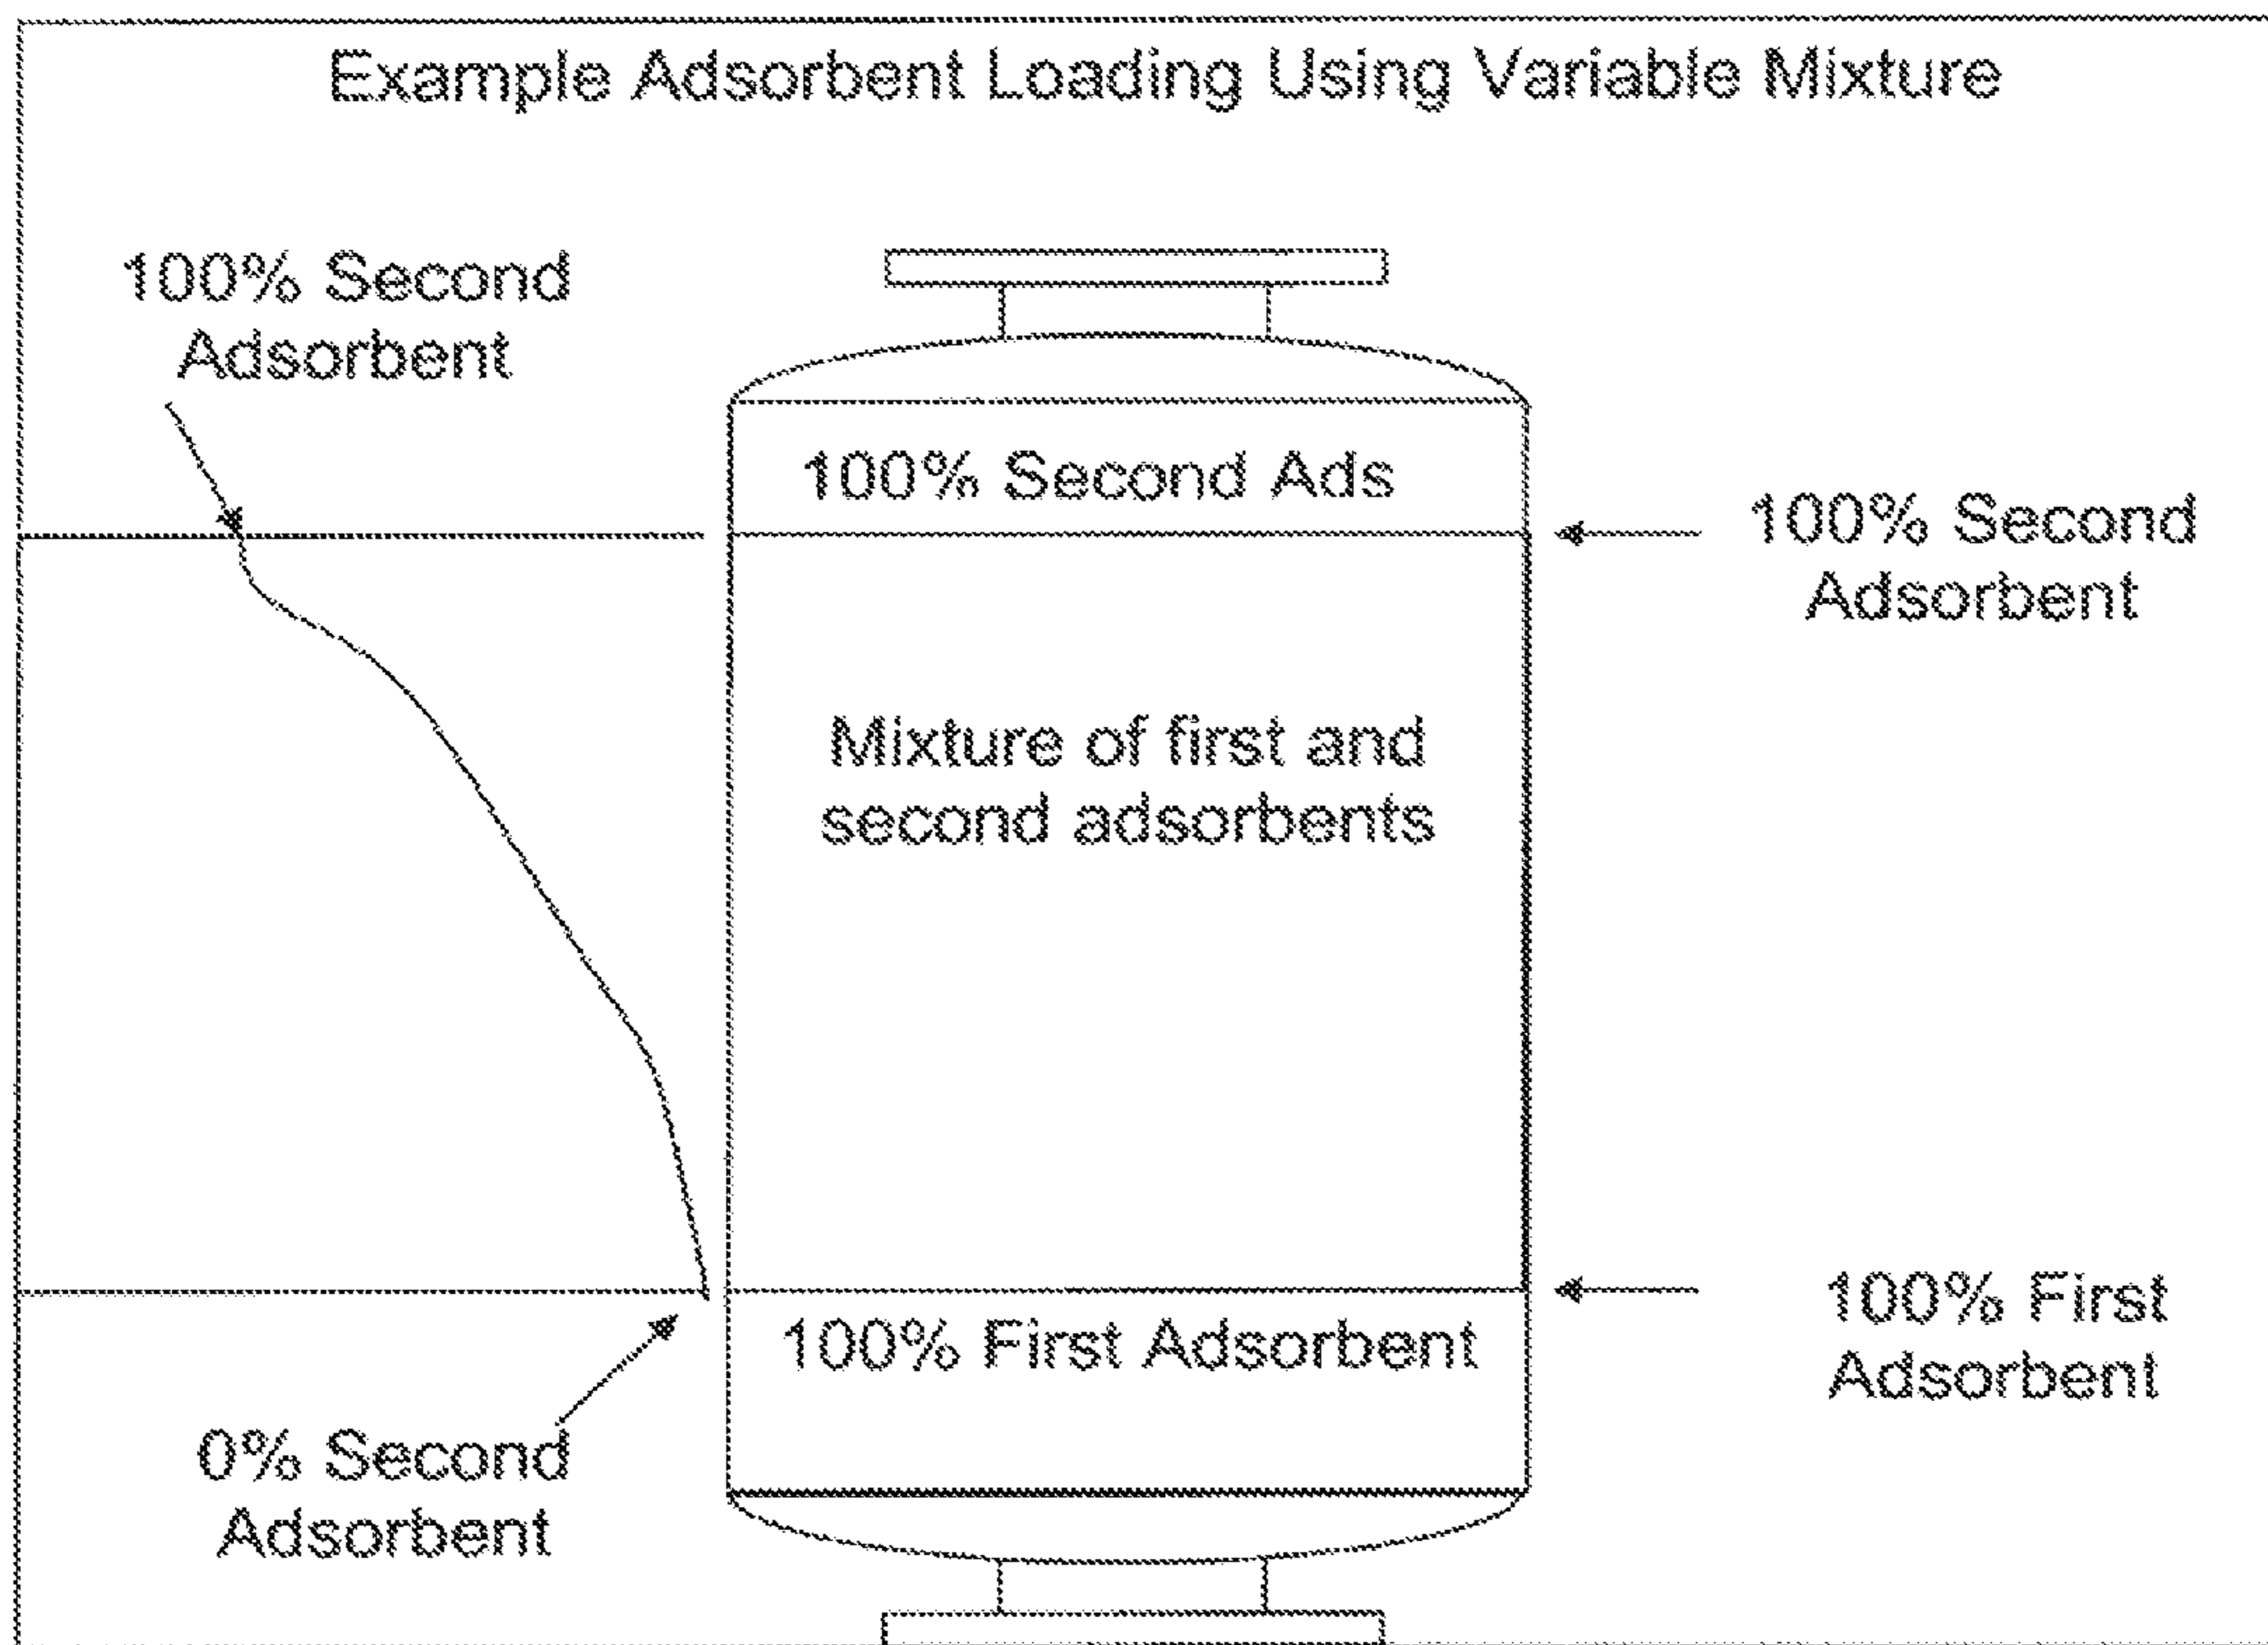 Example Adsorbent Loading Using Variable Mixture
100% Second
Adsorbent
100% Second Ads
100% Second
Adsorbent
Mixture of first and
second adsorbents
100% First Adsorbent
100% First
Adsorbent
0% Second
Adsorbent